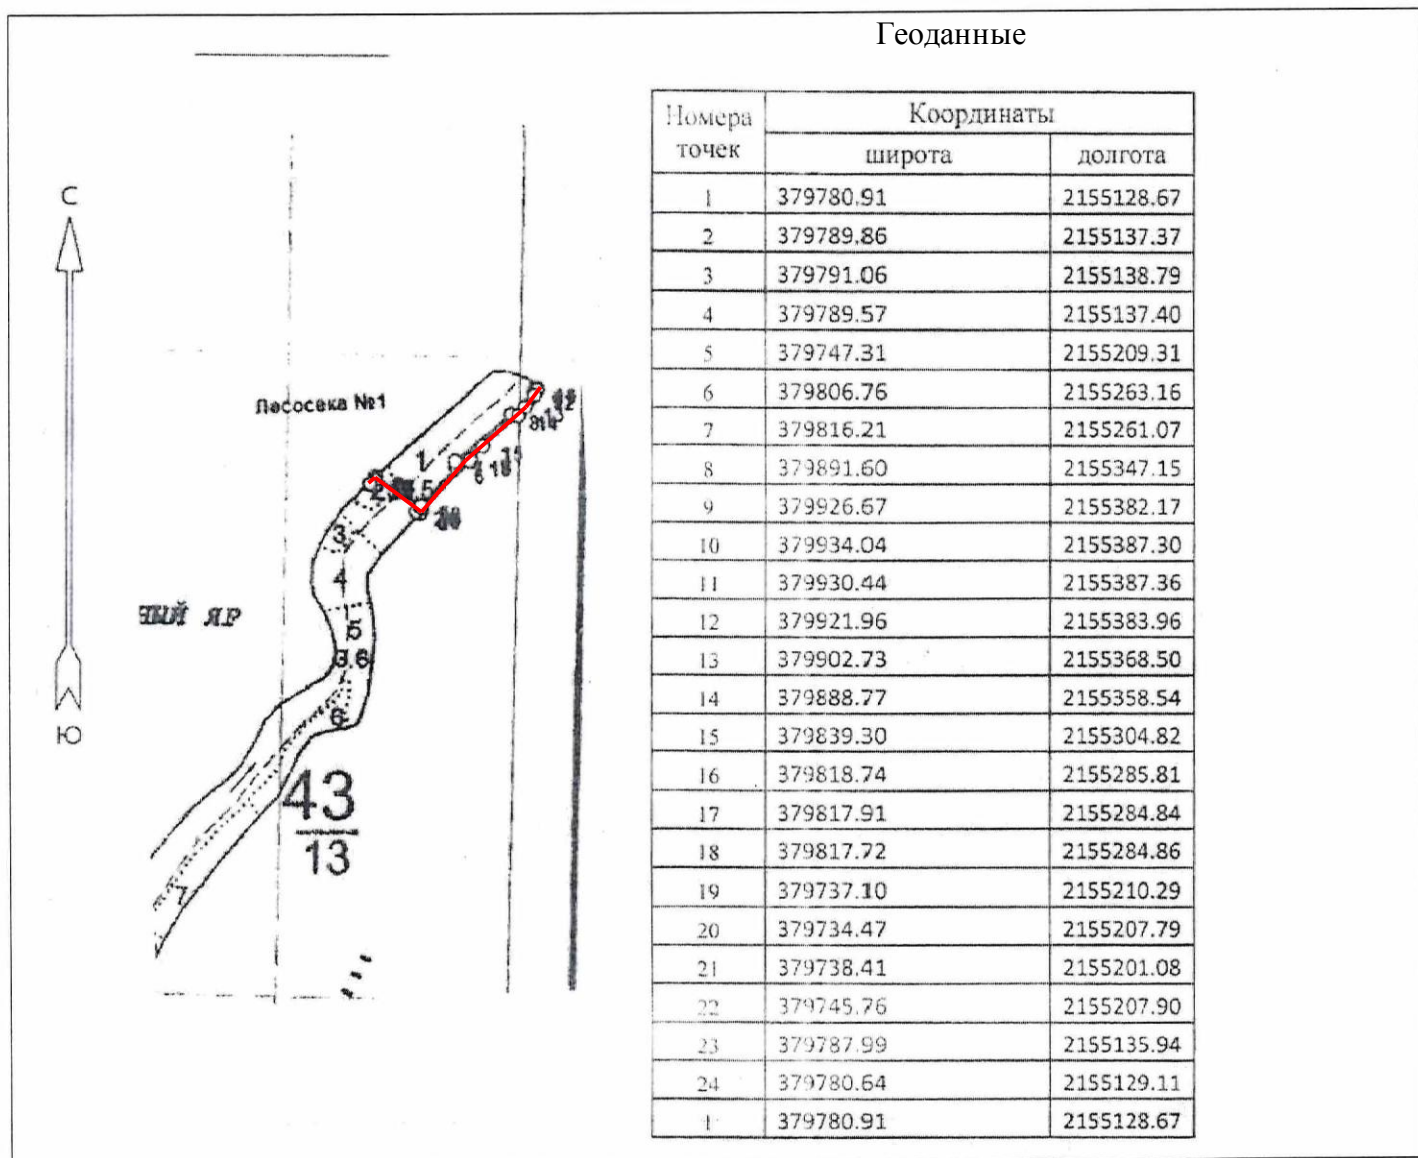 Геоданные
С
Ю
Лесосека №1
1
3
4
5
6
43
13
Номера точек Координаты
широта долгота
1 379780.91 2155128.67
2 379789.86 2155137.37
3 379791.06 2155138.79
4 379789.57 2155137.40
5 379747.31 2155209.31
6 379806.76 2155263.16
7 379816.21 2155261.07
8 379891.60 2155347.15
9 379926.67 2155382.17
10 379934.04 2155387.30
11 379930.44 2155387.36
12 379921.96 2155383.96
13 379902.73 2155368.50
14 379888.77 2155358.54
15 379839.30 2155304.82
16 379818.74 2155285.81
17 379817.91 2155284.84
18 379817.72 2155284.86
19 379737.10 2155210.29
20 379734.47 2155207.79
21 379738.41 2155201.08
22 379745.76 2155207.90
23 379787.99 2155135.94
24 379780.64 2155129.11
1 379780.91 2155128.67